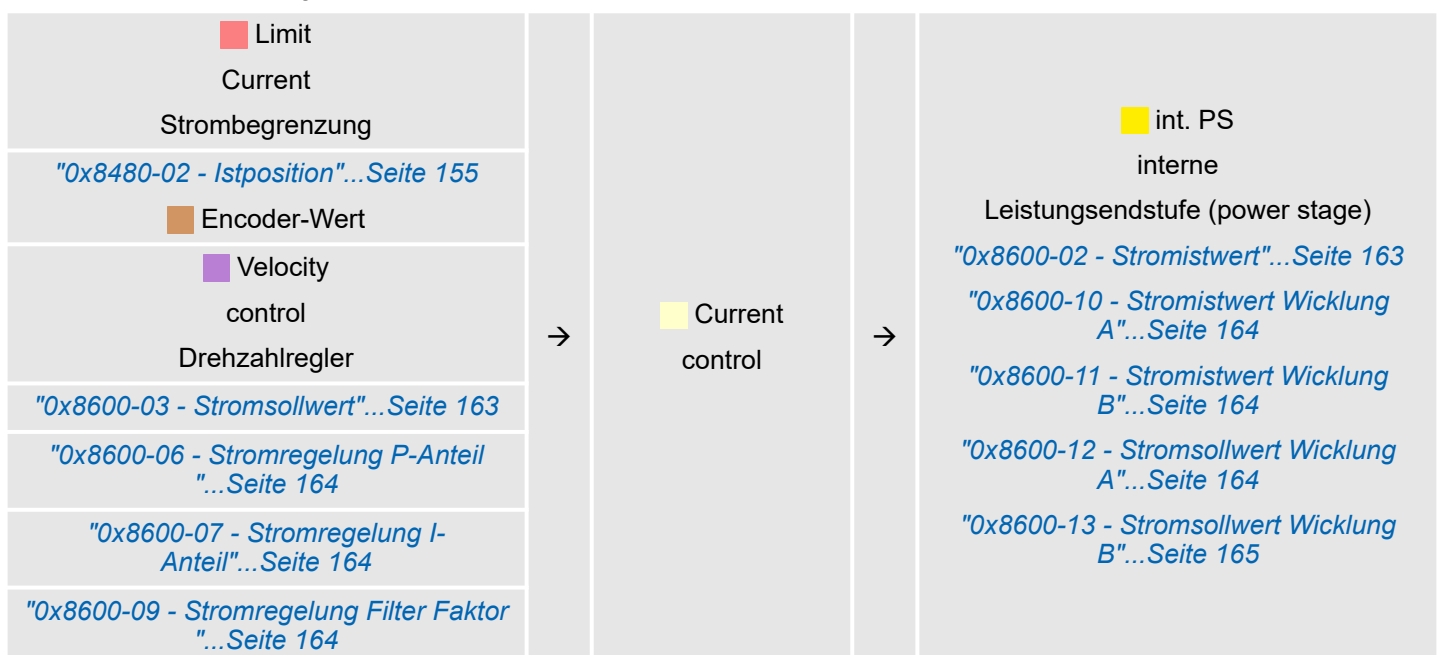 Limit
Current
Strombegrenzung
"0x8480-02 - Istposition"...Seite 155
Encoder-Wert
Velocity
control
Drehzahlregler
"0x8600-03 - Stromsollwert"...Seite 163
"0x8600-06 - Stromregelung P-Anteil
"...Seite 164
"0x8600-07 - Stromregelung I-
Anteil"...Seite 164
"0x8600-09 - Stromregelung Filter Faktor
"...Seite 164
→
Current
control
→
int. PS
interne
Leistungsendstufe (power stage)
"0x8600-02 - Stromistwert"...Seite 163
"0x8600-10 - Stromistwert Wicklung
A"...Seite 164
"0x8600-11 - Stromistwert Wicklung
B"...Seite 164
"0x8600-12 - Stromsollwert Wicklung
A"...Seite 164
"0x8600-13 - Stromsollwert Wicklung
B"...Seite 165